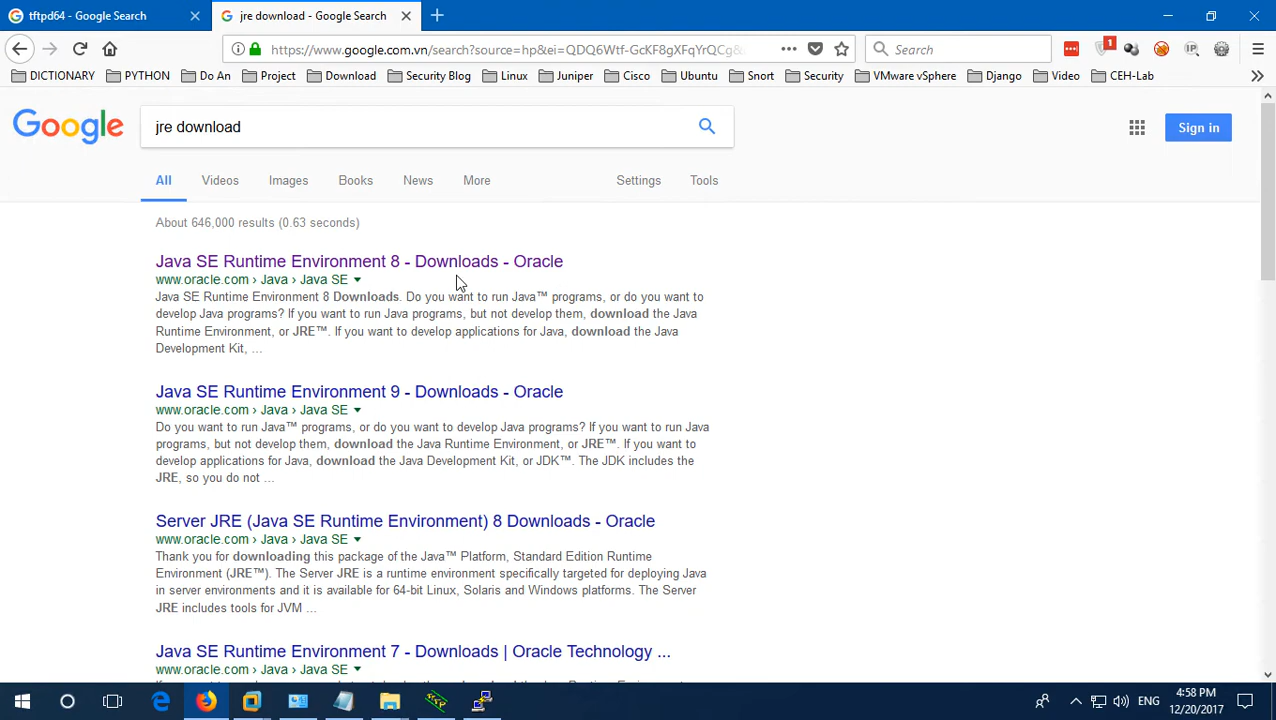 tftpd64 - Google Search
jre download - Google Search
https://www.google.com.vn/search?source=hp&ei=QDQ6Wtf-GcKF8gXFqYrQCg&
Search
1
IP
DICTIONARY PYTHON Do An Project Download Security Blog Linux Juniper Cisco Ubuntu Snort Security VMware vSphere Django Video CEH-Lab
Google
jre download
Sign in
All Videos Images Books News More Settings Tools
About 646,000 results (0.63 seconds)
Java SE Runtime Environment 8 - Downloads - Oracle
www.oracle.com › Java › Java SE
Java SE Runtime Environment 8 Downloads. Do you want to run Java™ programs, or do you want to
develop Java programs? If you want to run Java programs, but not develop them, download the Java
Runtime Environment, or JRE™. If you want to develop applications for Java, download the Java
Development Kit, ...
Java SE Runtime Environment 9 - Downloads - Oracle
www.oracle.com › Java › Java SE
Do you want to run Java™ programs, or do you want to develop Java programs? If you want to run Java
programs, but not develop them, download the Java Runtime Environment, or JRE™. If you want to
develop applications for Java, download the Java Development Kit, or JDK™. The JDK includes the
JRE, so you do not ...
Server JRE (Java SE Runtime Environment) 8 Downloads - Oracle
www.oracle.com › Java › Java SE
Thank you for downloading this package of the Java™ Platform, Standard Edition Runtime
Environment (JRE™). The Server JRE is a runtime environment specifically targeted for deploying Java
in server environments and it is available for 64-bit Linux, Solaris and Windows platforms. The Server
JRE includes tools for JVM ...
Java SE Runtime Environment 7 - Downloads | Oracle Technology ...
www.oracle.com › Java › Java SE
ENG
4:58 PM
12/20/2017